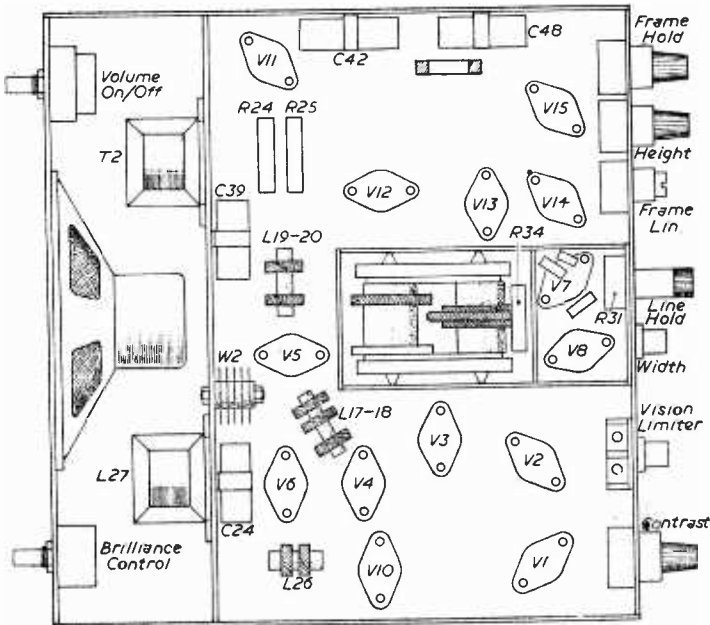 Frame
Hold
C48
C42
V11
Volume
On/Off
R24
R25
V15
T2
Height
C39
V12
V13
V14
Frame
Lin
L19-20
R34
V7
R31
Line
Hold
V5
V8
W2
Width
L17-18
Vision
Limiter
V3
V2
L27
V6
V4
C24
Contrast
Brilliance
Control
L26
V10
V1